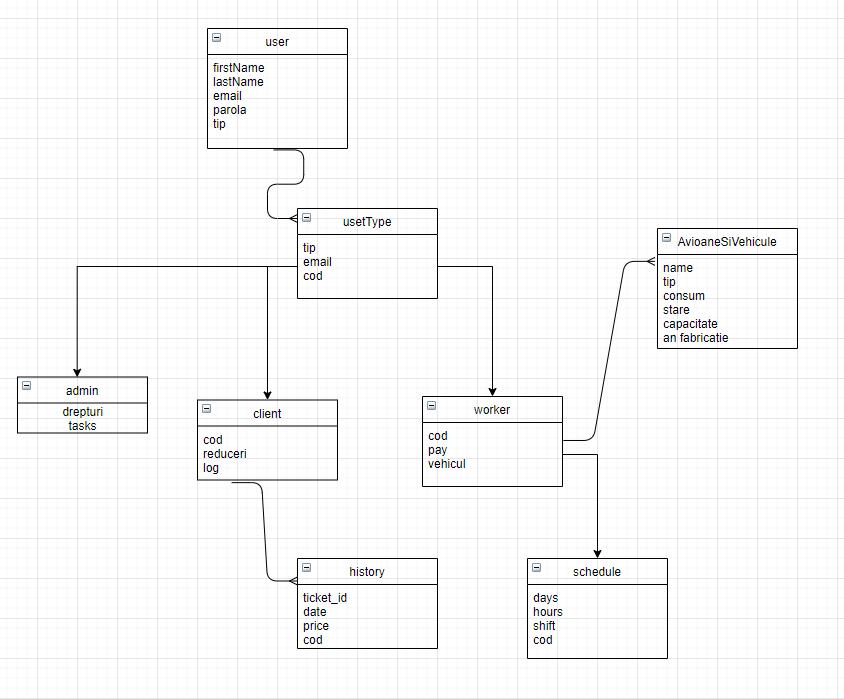 user
firstName
lastName
email
parola
tip
usetType
tip
email
cod
AvioaneSiVehicule
name
tip
consum
stare
capacitate
an fabricatie
admin
drepturi
tasks
client
cod
reduceri
log
worker
cod
pay
vehicul
history
ticket_id
date
price
cod
schedule
days
hours
shift
cod